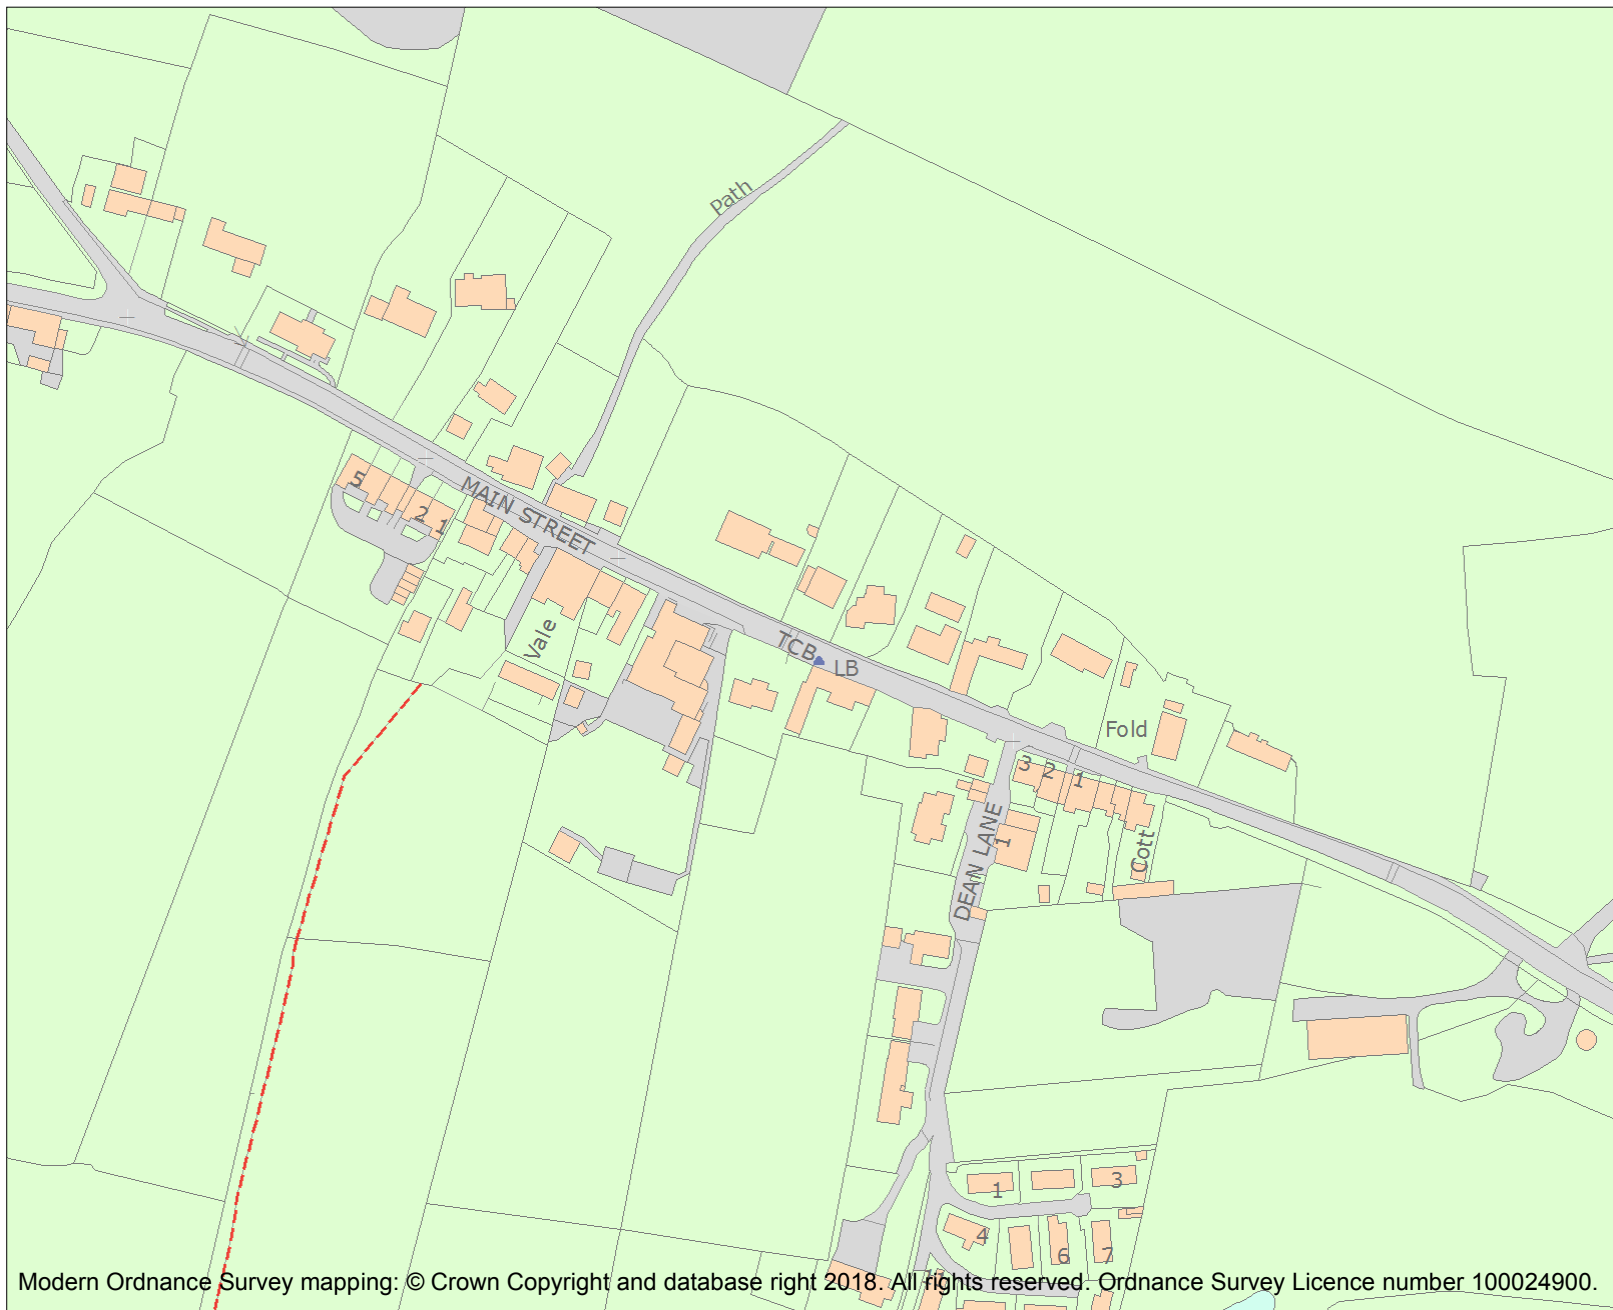 Path
5
2
1
MAIN STREET
Vale
TCB
LB
Fold
3
2
1
DEAN LANE
1
Cott
1
3
4
6
7
Modern Ordnance Survey mapping: © Crown Copyright and database right 2018. All rights reserved. Ordnance Survey Licence number 100024900.